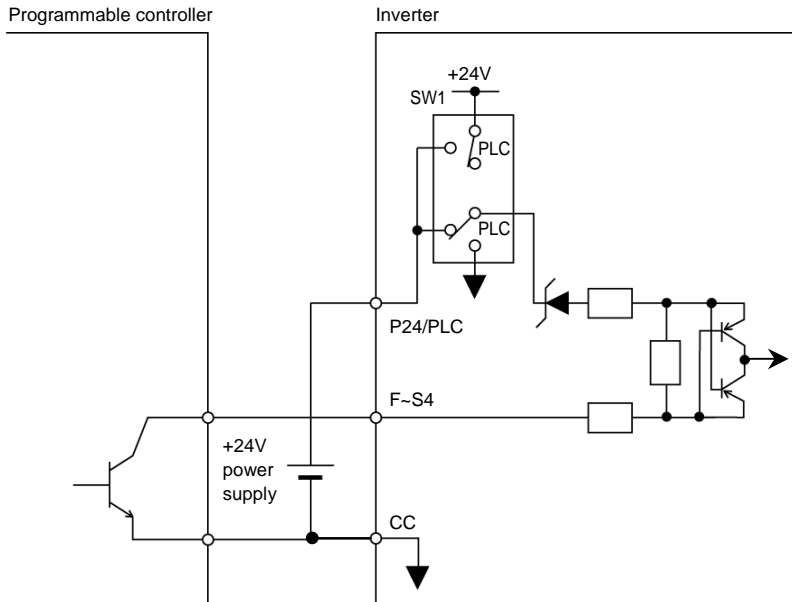 Programmable controller
Inverter
+24V
SW1
PLC
PLC
P24/PLC
F~S4
+24V
power
supply
CC